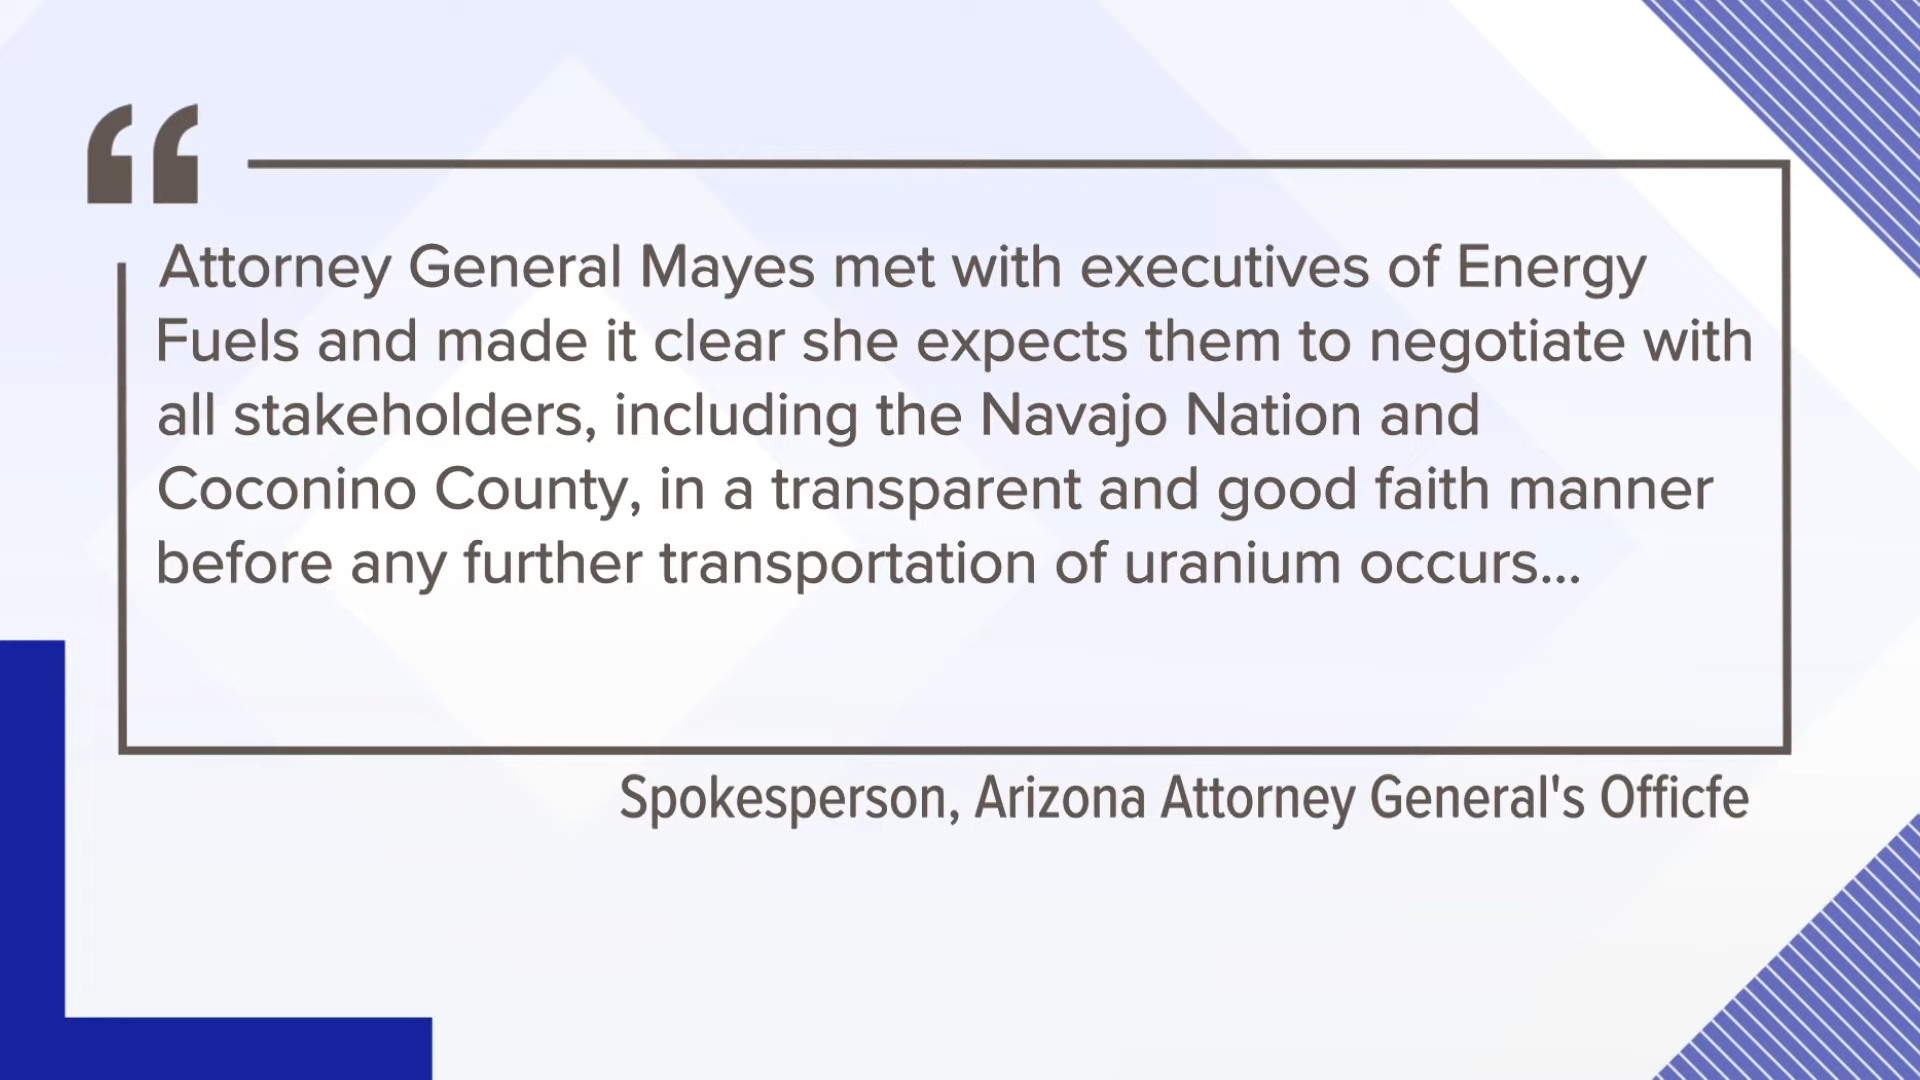 “
Attorney General Mayes met with executives of Energy
Fuels and made it clear she expects them to negotiate with
all stakeholders, including the Navajo Nation and
Coconino County, in a transparent and good faith manner
before any further transportation of uranium occurs...
Spokesperson, Arizona Attorney General's Officfe